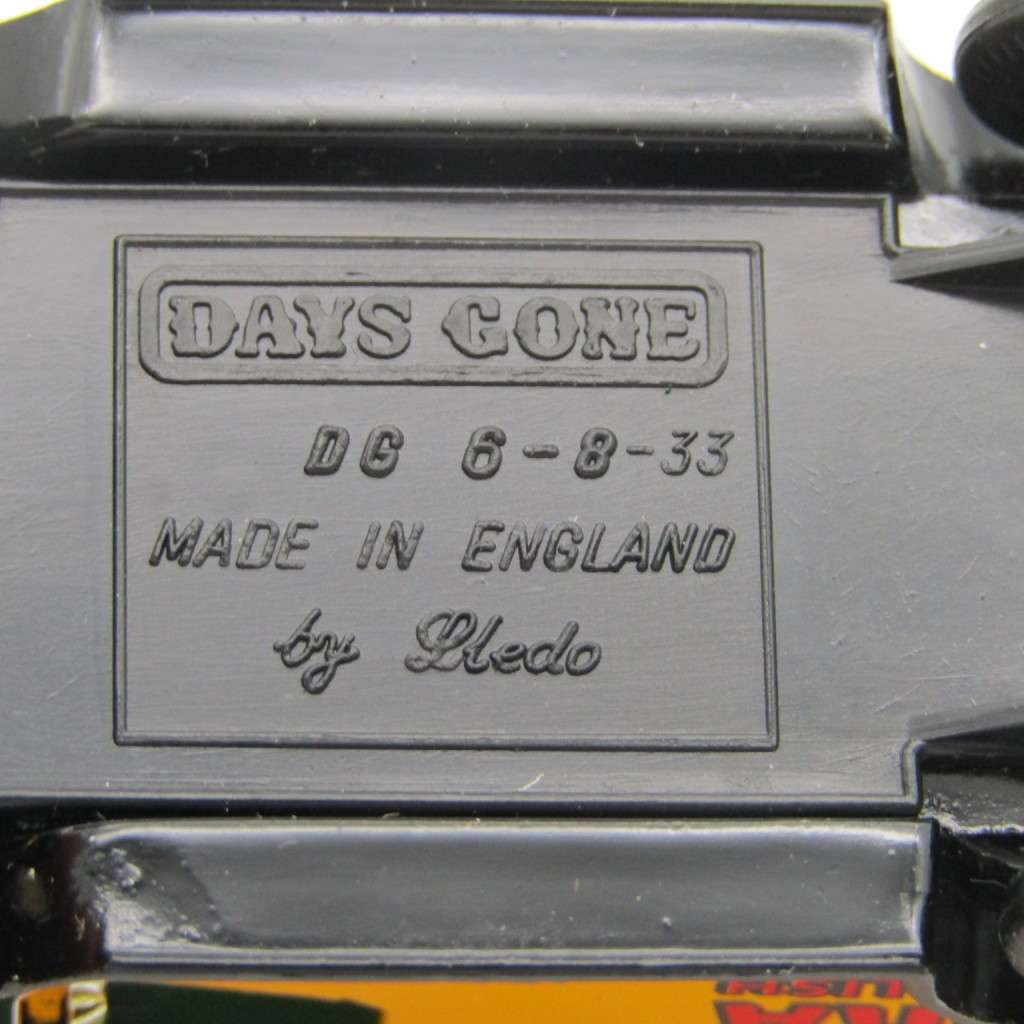 DAYS GONE
DG 6-8-33
MADE IN ENGLAND
by Lledo